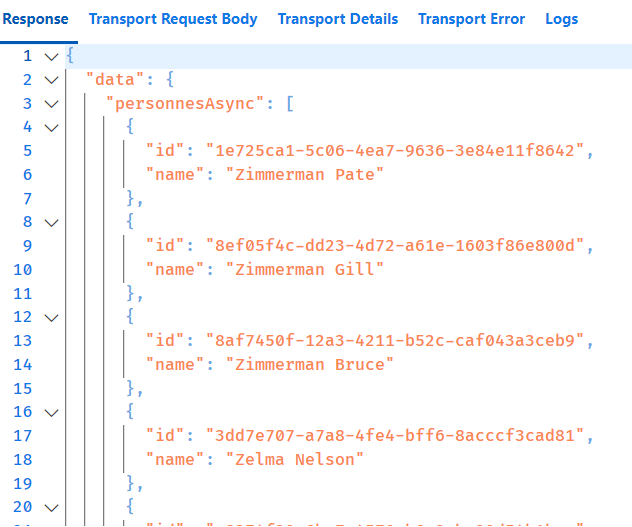 Response Transport Request Body Transport Details Transport Error Logs
1 {
2 "data": {
3 "personnesAsync": [
4 {
5 "id": "1e725ca1-5c06-4ea7-9636-3e84e11f8642",
6 "name": "Zimmerman Pate"
7 },
8 {
9 "id": "8ef05f4c-dd23-4d72-a61e-1603f86e800d",
10 "name": "Zimmerman Gill"
11 },
12 {
13 "id": "8af7450f-12a3-4211-b52c-caf043a3ceb9",
14 "name": "Zimmerman Bruce"
15 },
16 {
17 "id": "3dd7e707-a7a8-4fe4-bff6-8acccf3cad81",
18 "name": "Zelma Nelson"
19 },
20 {